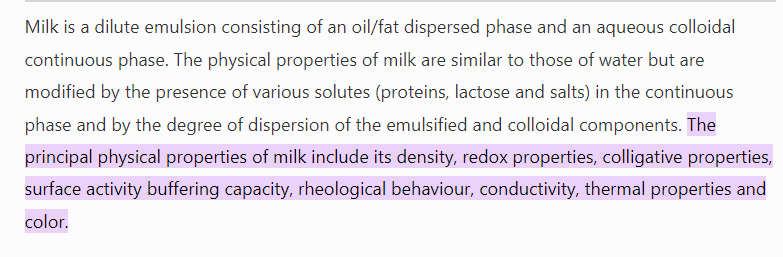 Milk is a dilute emulsion consisting of an oil/fat dispersed phase and an aqueous colloidal
continuous phase. The physical properties of milk are similar to those of water but are
modified by the presence of various solutes (proteins, lactose and salts) in the continuous
phase and by the degree of dispersion of the emulsified and colloidal components. The
principal physical properties of milk include its density, redox properties, colligative properties,
surface activity buffering capacity, rheological behaviour, conductivity, thermal properties and
color.